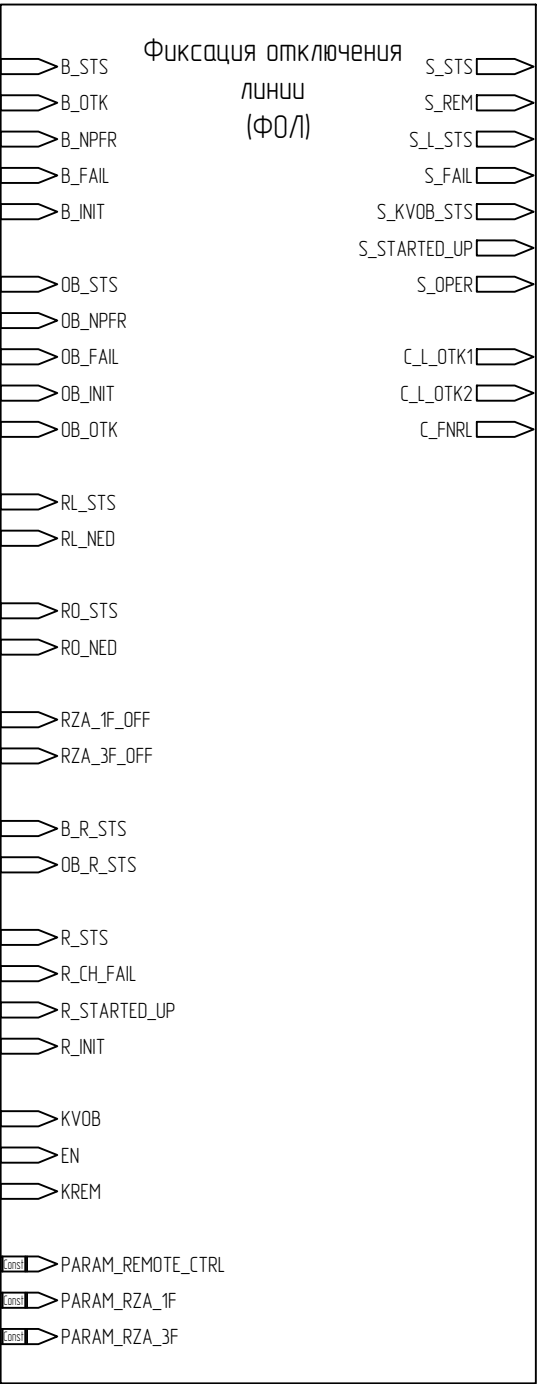 Фиксация отключения
линии
(ФОЛ)
B_STS
B_OTK
B_NPFR
B_FAIL
B_INIT
OB_STS
OB_NPFR
OB_FAIL
OB_INIT
OB_OTK
RL_STS
RL_NED
RO_STS
RO_NED
RZA_1F_OFF
RZA_3F_OFF
B_R_STS
OB_R_STS
R_STS
R_CH_FAIL
R_STARTED_UP
R_INIT
KVOB
EN
KREM
Const PARAM_REMOTE_CTRL
Const PARAM_RZA_1F
Const PARAM_RZA_3F
S_STS
S_REM
S_L_STS
S_FAIL
S_KVOB_STS
S_STARTED_UP
S_OPER
C_L_OTK1
C_L_OTK2
C_FNRL